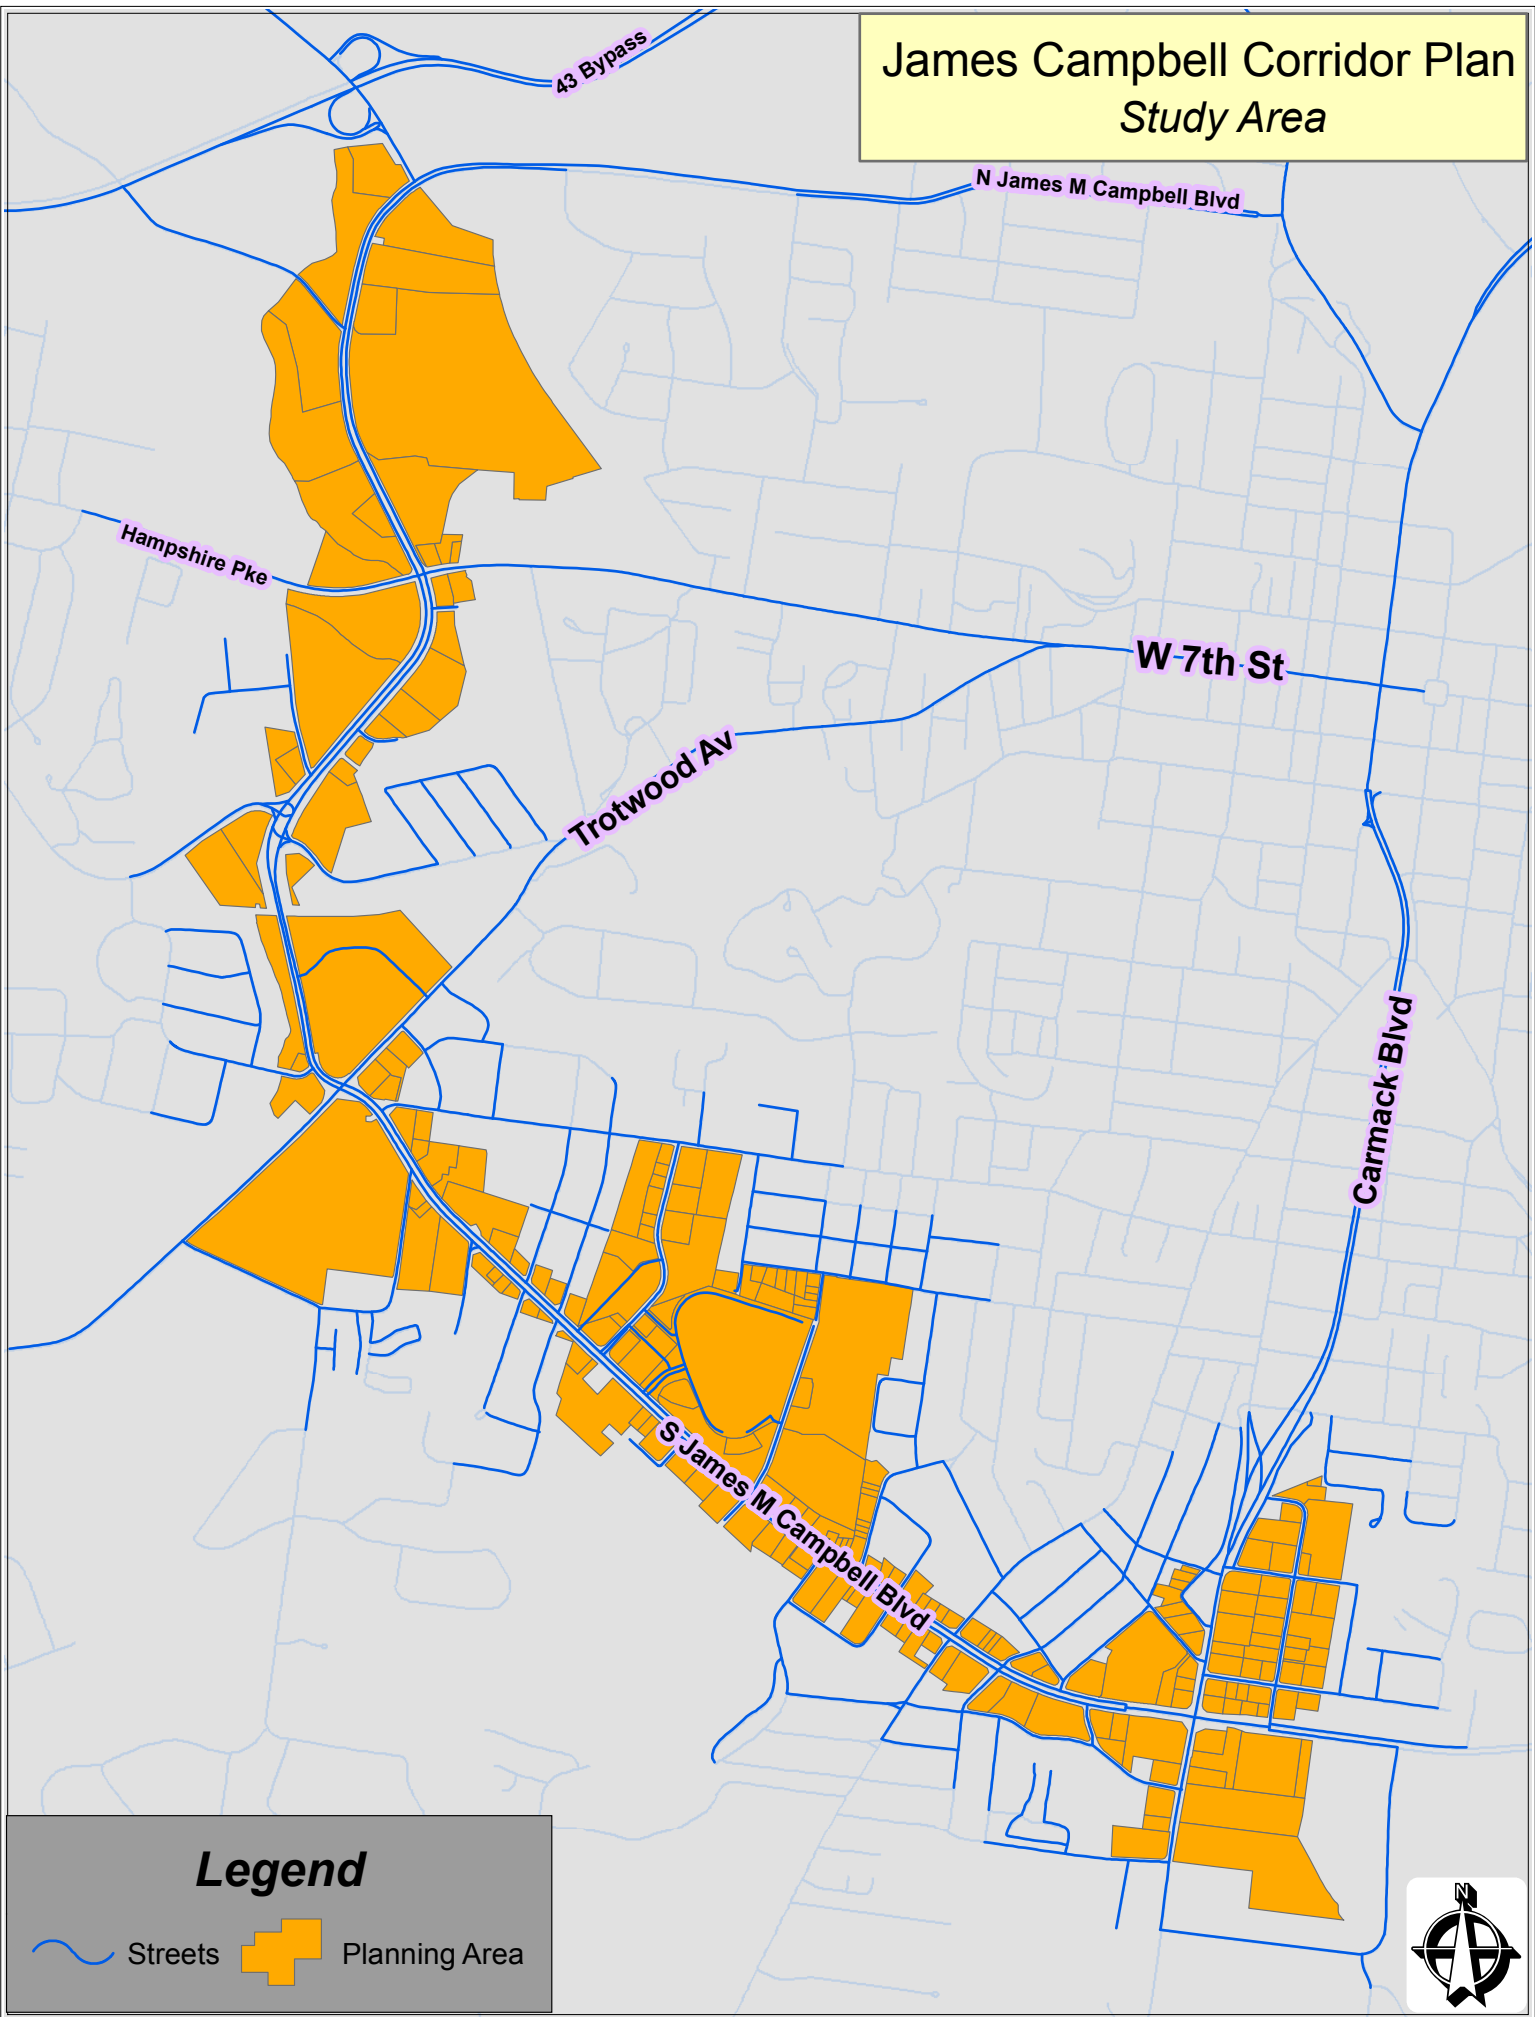 James Campbell Corridor Plan
Study Area
43 Bypass
N James M Campbell Blvd
Hampshire Pke
W 7th St
Trotwood Av
Carmack Blvd
S James M Campbell Blvd
Legend
Streets
Planning Area
N